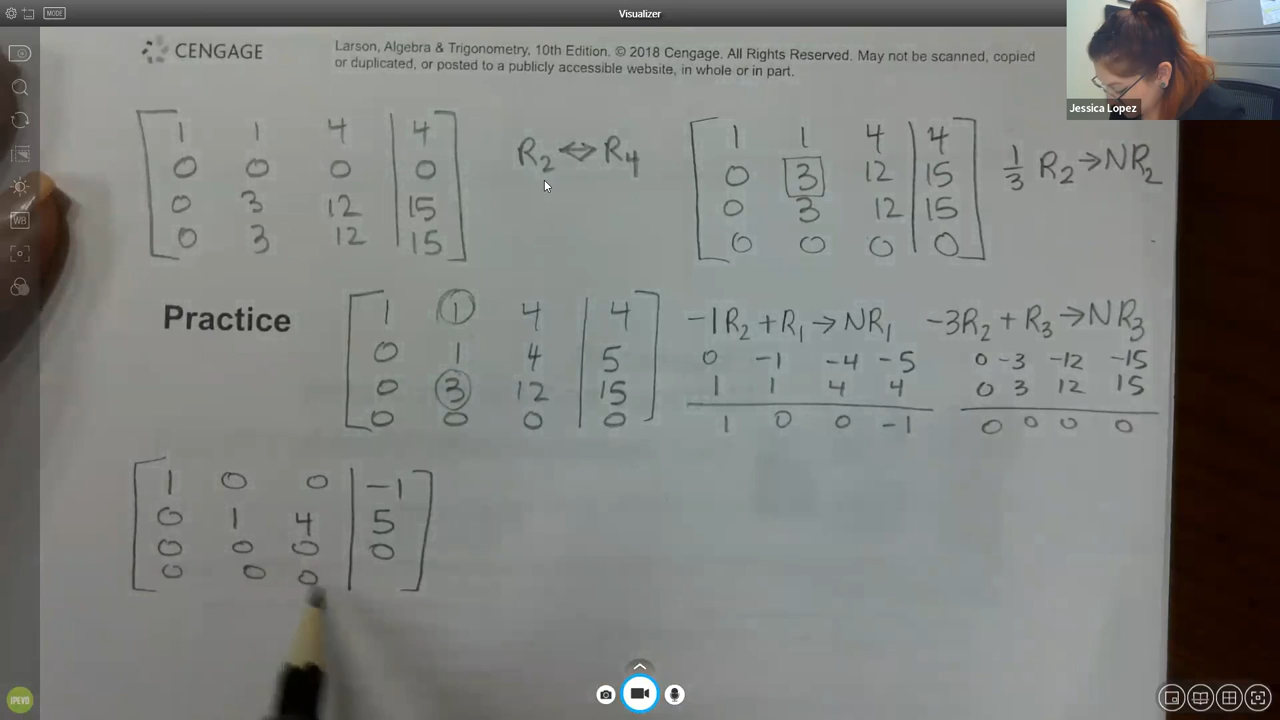 MODE
Visualizer
CENGAGE
Larson, Algebra & Trigonometry, 10th Edition. © 2018 Cengage. All Rights Reserved. May not be scanned, copied
or duplicated, or posted to a publicly accessible website, in whole or in part.
Jessica Lopez
1 1 4 | 4
0 0 0 | 0
0 3 12 | 15
0 3 12 | 15
R₂ ⇔ R₄
1 1 4 | 4
0 3 12 | 15
0 3 12 | 15
0 0 0 | 0
1/3 R₂ → NR₂
Practice
1 1 4 | 4
0 1 4 | 5
0 3 12 | 15
0 0 0 | 0
-1R₂ + R₁ → NR₁
0 -1 -4 -5
1 1 4 4
1 0 0 -1
-3R₂ + R₃ → NR₃
0 -3 -12 -15
0 3 12 15
0 0 0 0
1 0 0 | -1
0 1 4 | 5
0 0 0 | 0
0 0 0
WB
IPEVO